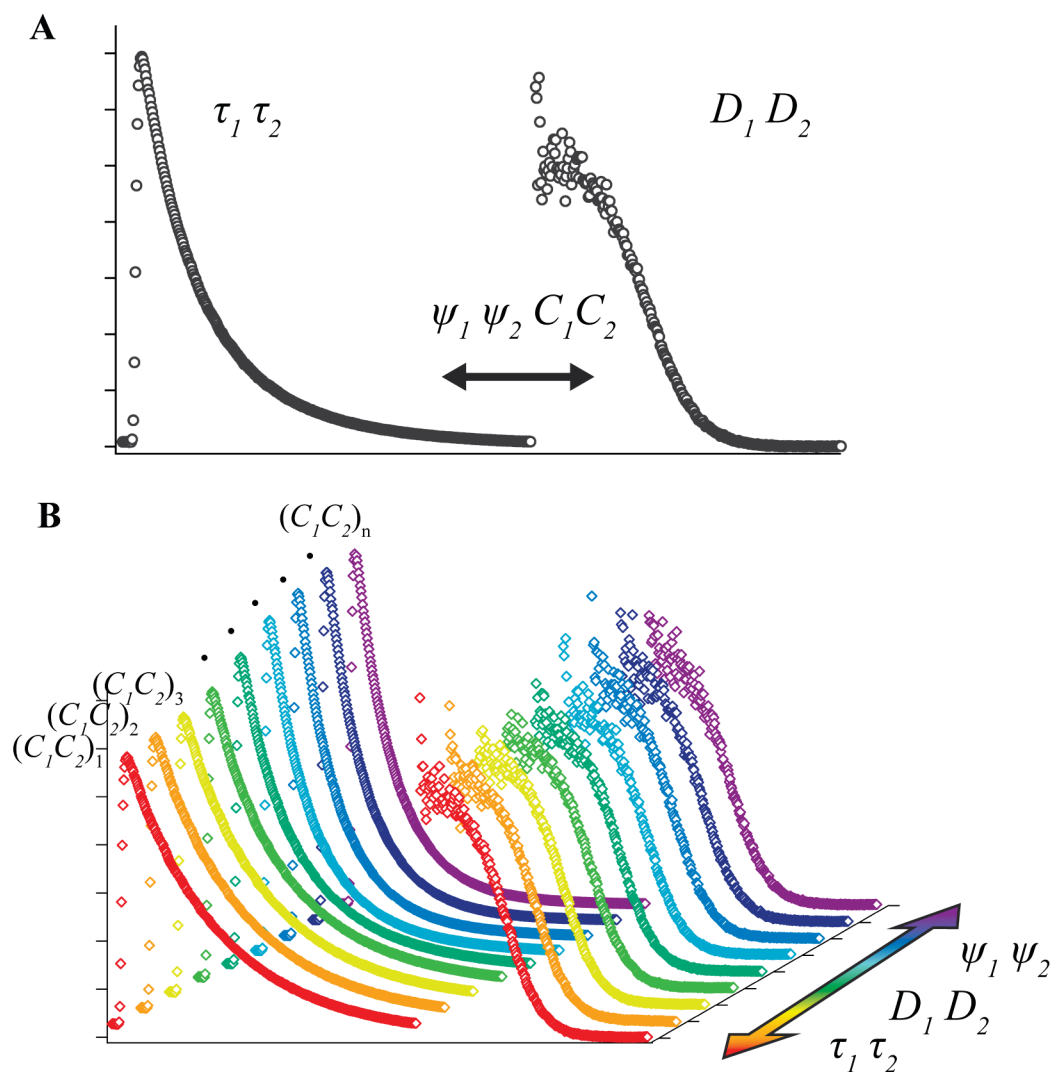 A
τ₁ τ₂
D₁ D₂
ψ₁ ψ₂ C₁C₂
B
(C₁C₂)ₙ
(C₁C₂)₃
(C₁C₂)₂
(C₁C₂)₁
ψ₁ ψ₂
D₁ D₂
τ₁ τ₂